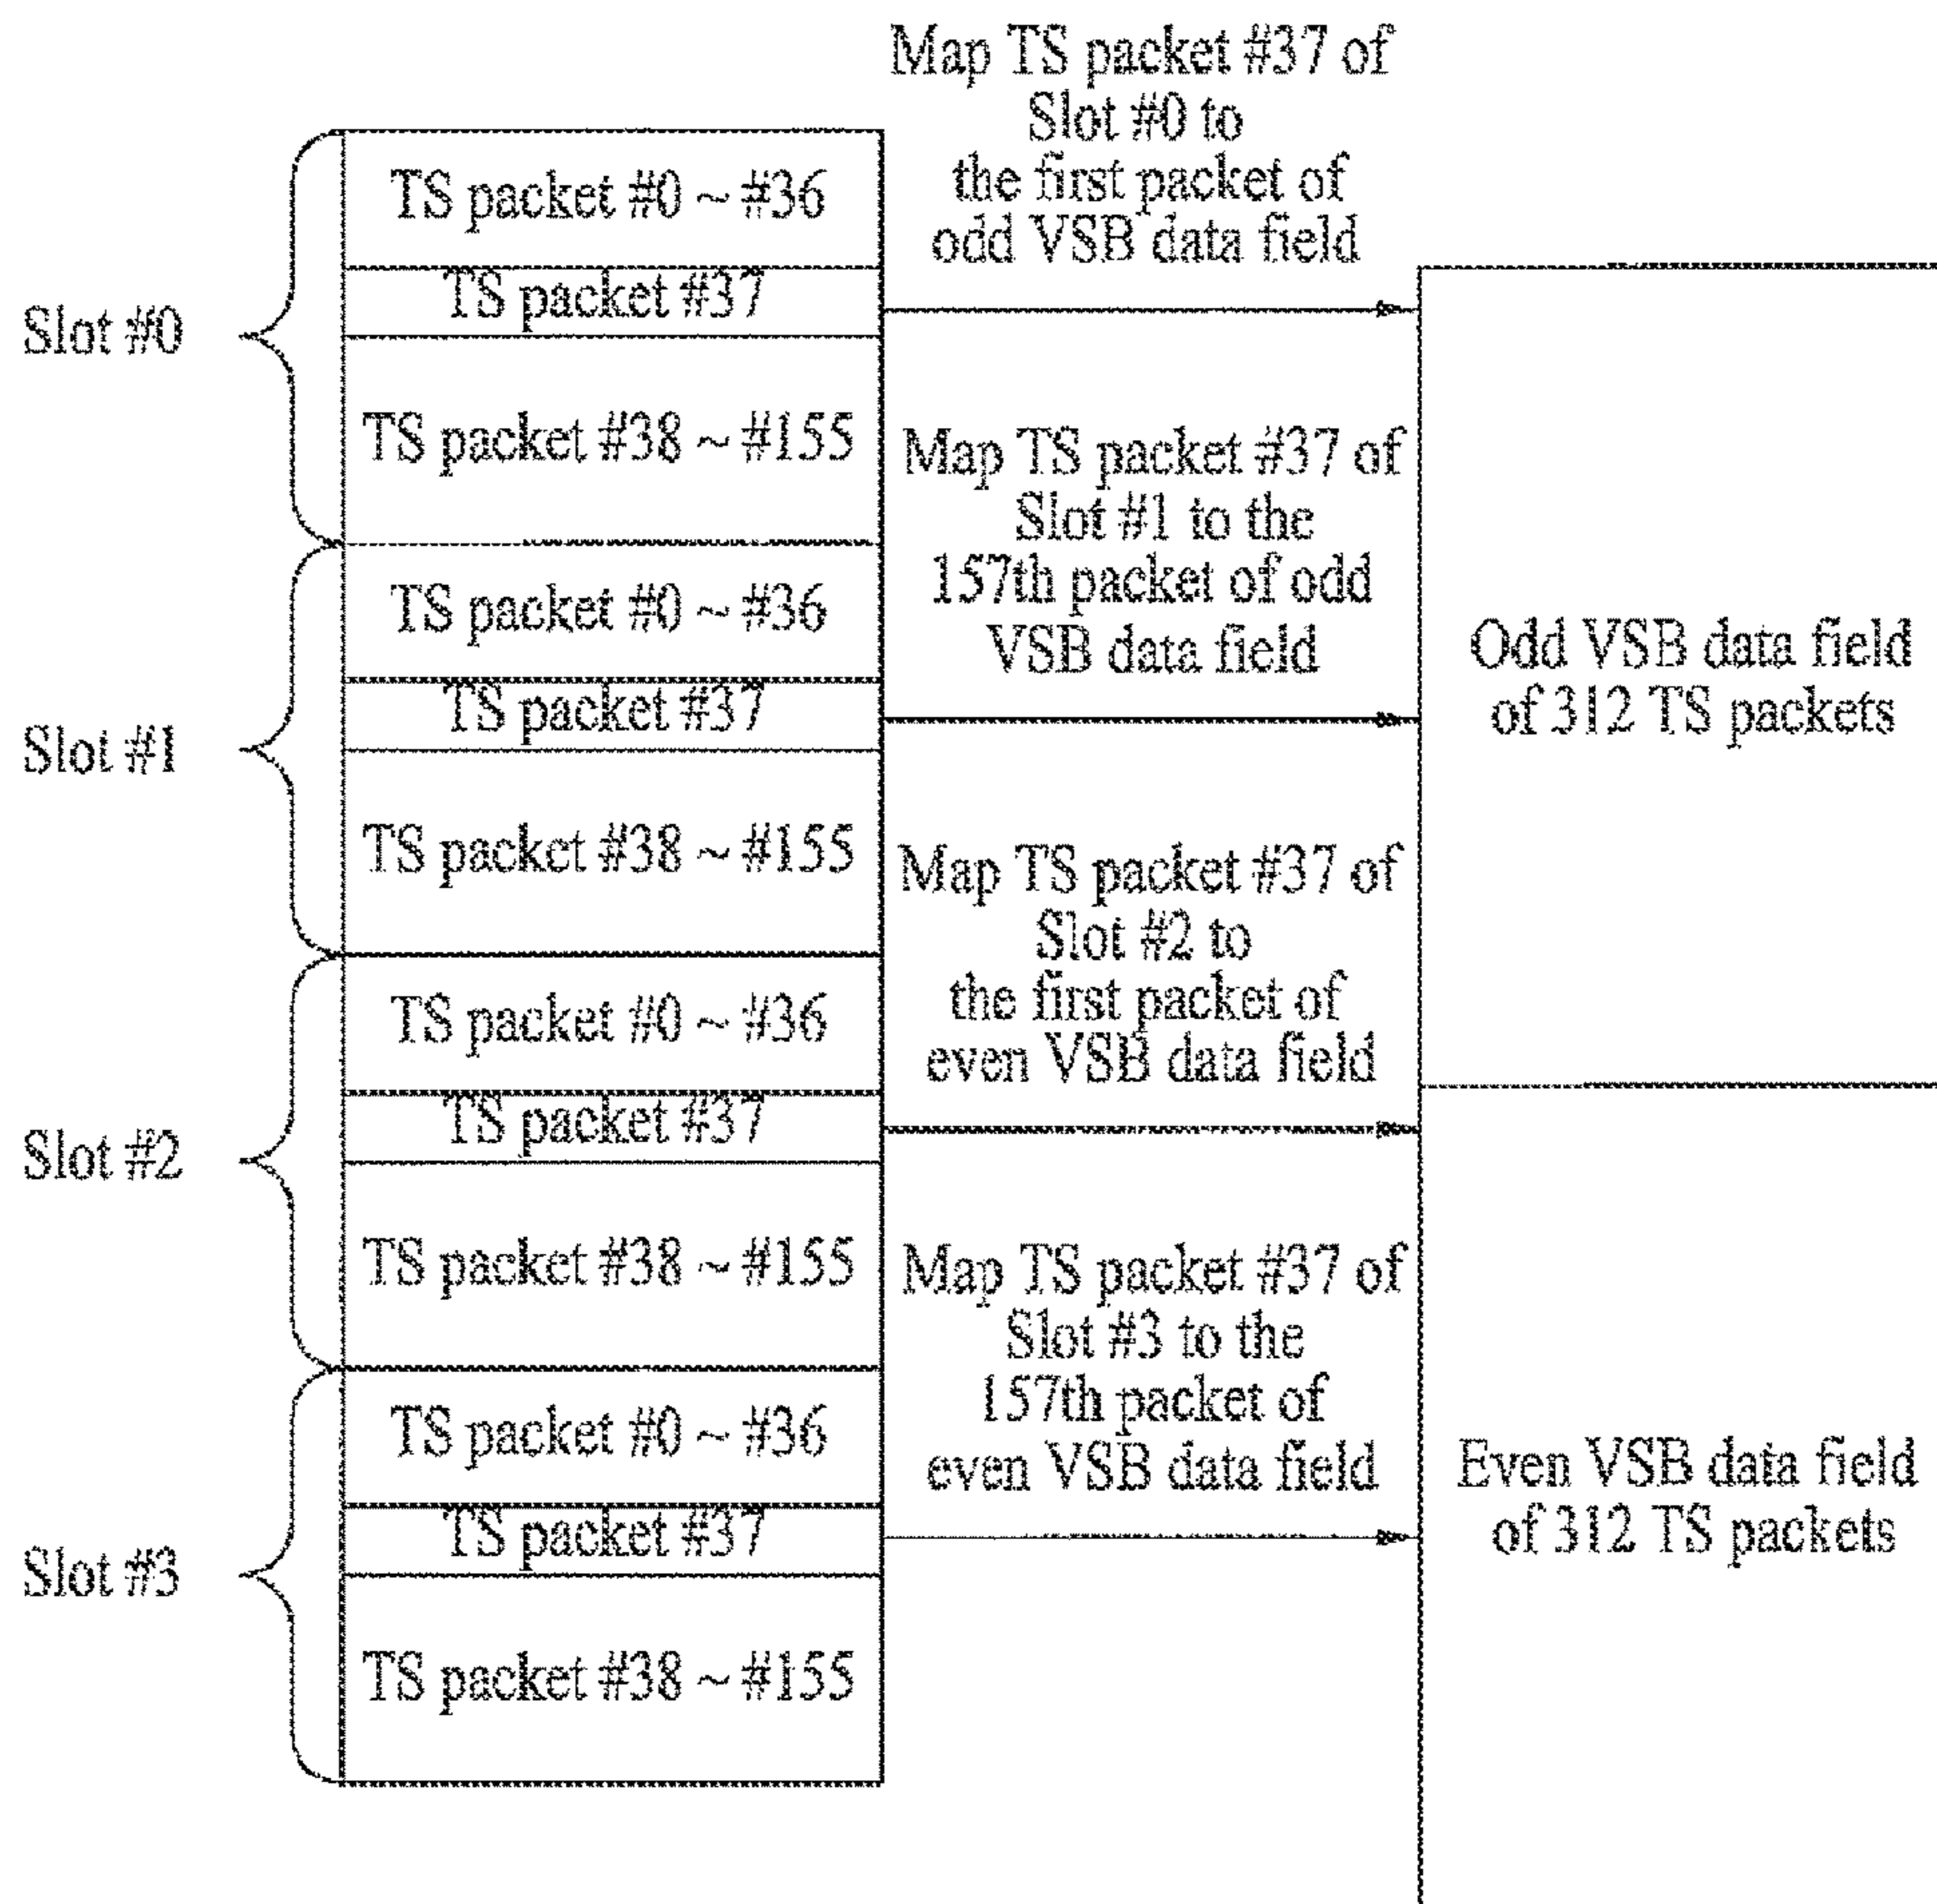 Map TS packet #37 of
Slot #0 to
the first packet of
odd VSB data field
Slot #0
TS packet #0 ~ #36
TS packet #37
TS packet #38 ~ #155
Map TS packet #37 of
Slot #1 to the
157th packet of odd
VSB data field
Slot #1
TS packet #0 ~ #36
TS packet #37
TS packet #38 ~ #155
Odd VSB data field
of 312 TS packets
Map TS packet #37 of
Slot #2 to
the first packet of
even VSB data field
Slot #2
TS packet #0 ~ #36
TS packet #37
TS packet #38 ~ #155
Map TS packet #37 of
Slot #3 to the
157th packet of
even VSB data field
Slot #3
TS packet #0 ~ #36
TS packet #37
TS packet #38 ~ #155
Even VSB data field
of 312 TS packets